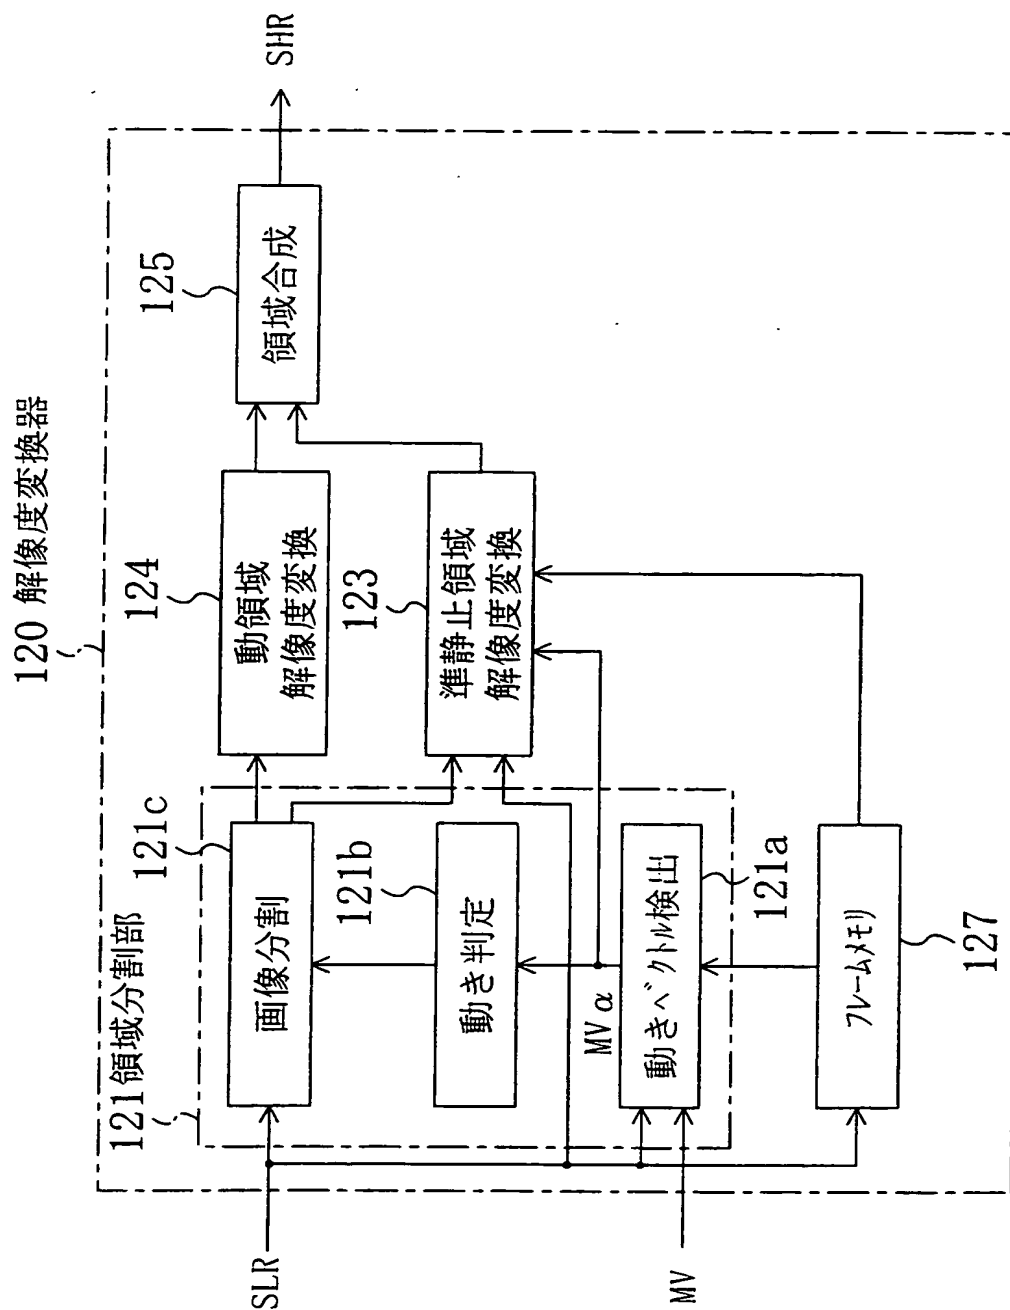 120 解像度変換器
121領域分割部
SLR
画像分割
121c
動領域
解像度変換
124
領域合成
125
SHR
動き判定
121b
準静止領域
解像度変換
123
MVα
動きベクトル検出
121a
MV
フレームメモリ
127